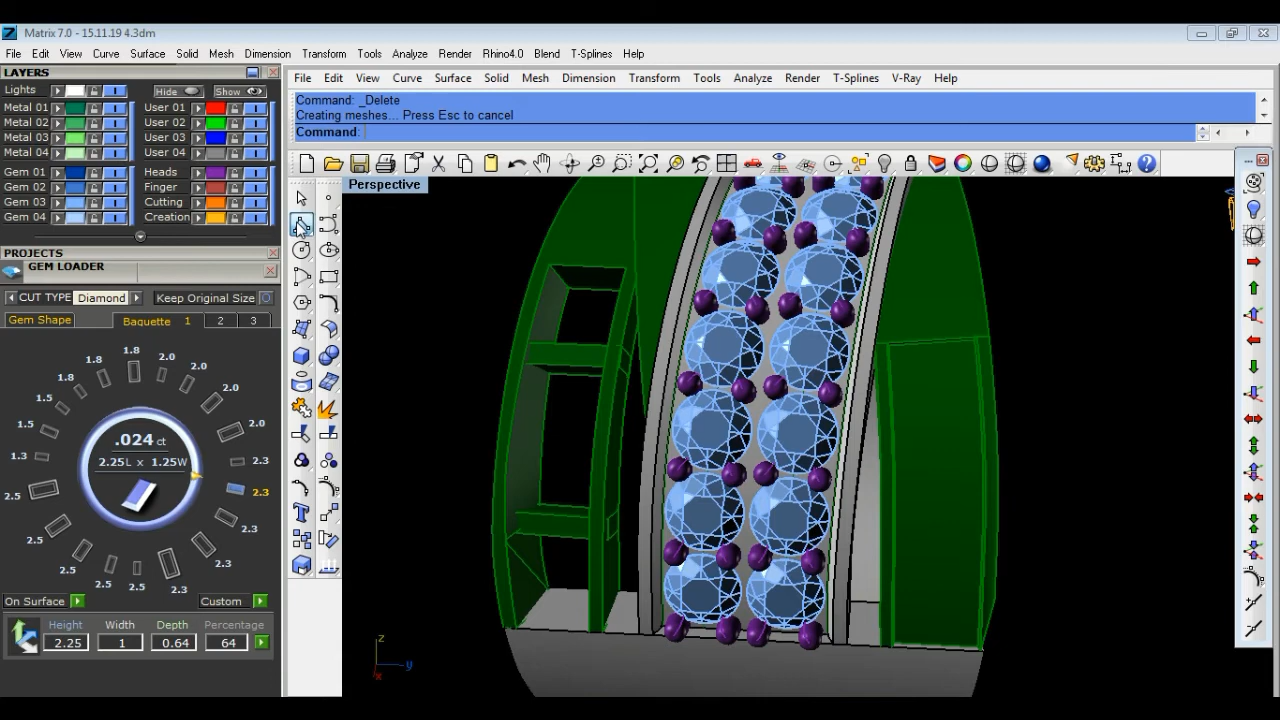 Matrix 7.0 - 15.11.19 4.3dm
File Edit View Curve Surface Solid Mesh Dimension Transform Tools Analyze Render Rhino4.0 Blend T-Splines Help
LAYERS
Lights Hide Show
Metal 01 User 01
Metal 02 User 02
Metal 03 User 03
Metal 04 User 04
Gem 01 Heads
Gem 02 Finger
Gem 03 Cutting
Gem 04 Creation
PROJECTS
GEM LOADER
CUT TYPE Diamond Keep Original Size
Gem Shape Baguette 1 2 3
1.8
1.8 2.0
1.8 2.0
1.5
1.5 2.0
1.3 2.3
.024 ct
2.25L x 1.25W
2.5 2.3
2.5 2.3
2.5 2.3
2.5 2.5 2.3
On Surface Custom
Height Width Depth Percentage
2.25 1 0.64 64
File Edit View Curve Surface Solid Mesh Dimension Transform Tools Analyze Render T-Splines V-Ray Help
Command: _Delete
Creating meshes... Press Esc to cancel
Command:
Perspective
z
y
x